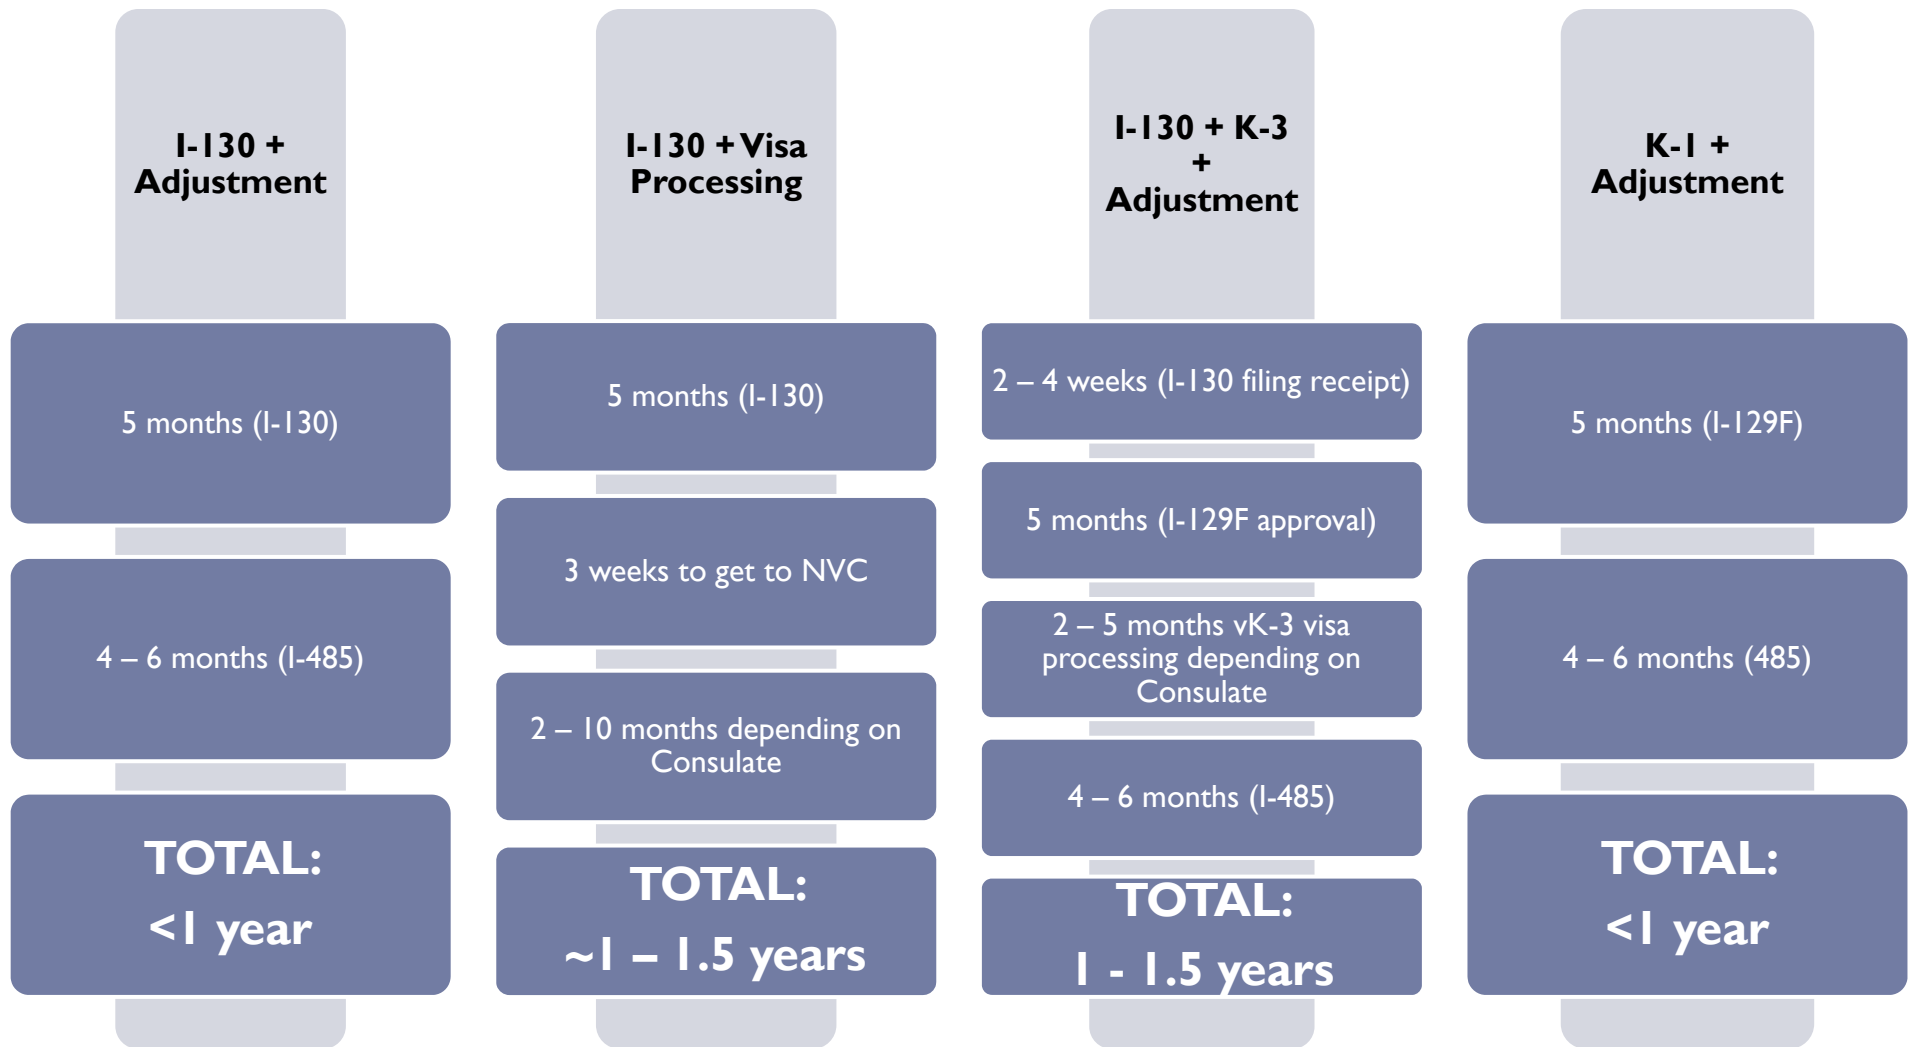 I-130 +
Adjustment
5 months (I-130)
4 – 6 months (I-485)
TOTAL:
<1 year
I-130 + Visa
Processing
5 months (I-130)
3 weeks to get to NVC
2 – 10 months depending on
Consulate
TOTAL:
~1 – 1.5 years
I-130 + K-3
+
Adjustment
2 – 4 weeks (I-130 filing receipt)
5 months (I-129F approval)
2 – 5 months vK-3 visa
processing depending on
Consulate
4 – 6 months (I-485)
TOTAL:
1 - 1.5 years
K-1 +
Adjustment
5 months (I-129F)
4 – 6 months (485)
TOTAL:
<1 year